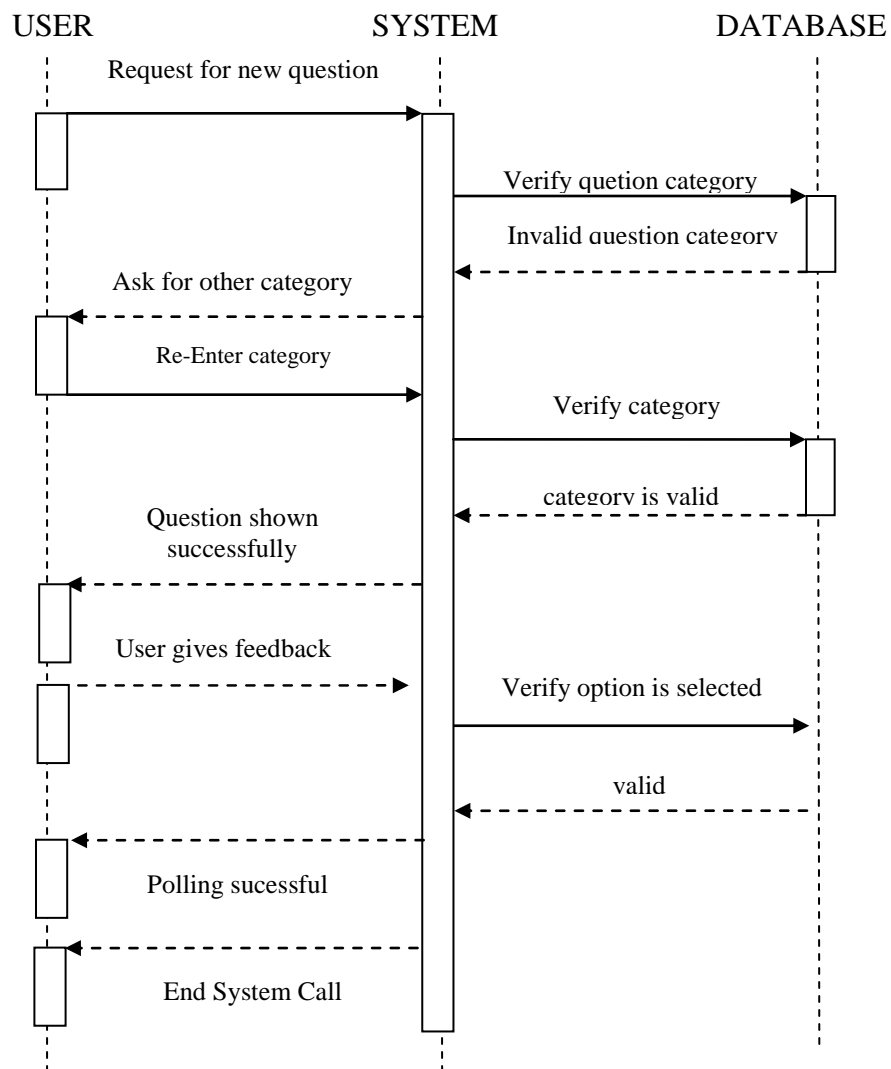 USER SYSTEM DATABASE
Request for new question
Verify quetion category
Invalid question category
Ask for other category
Re-Enter category
Verify category
category is valid
Question shown
successfully
User gives feedback
Verify option is selected
valid
Polling sucessful
End System Call